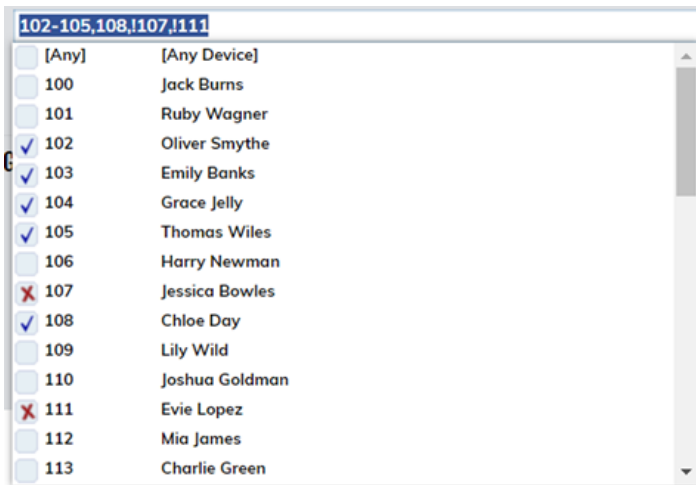 102-105,108,!107,!111
[Any] [Any Device]
100 Jack Burns
101 Ruby Wagner
102 Oliver Smythe
103 Emily Banks
104 Grace Jelly
105 Thomas Wiles
106 Harry Newman
107 Jessica Bowles
108 Chloe Day
109 Lily Wild
110 Joshua Goldman
111 Evie Lopez
112 Mia James
113 Charlie Green